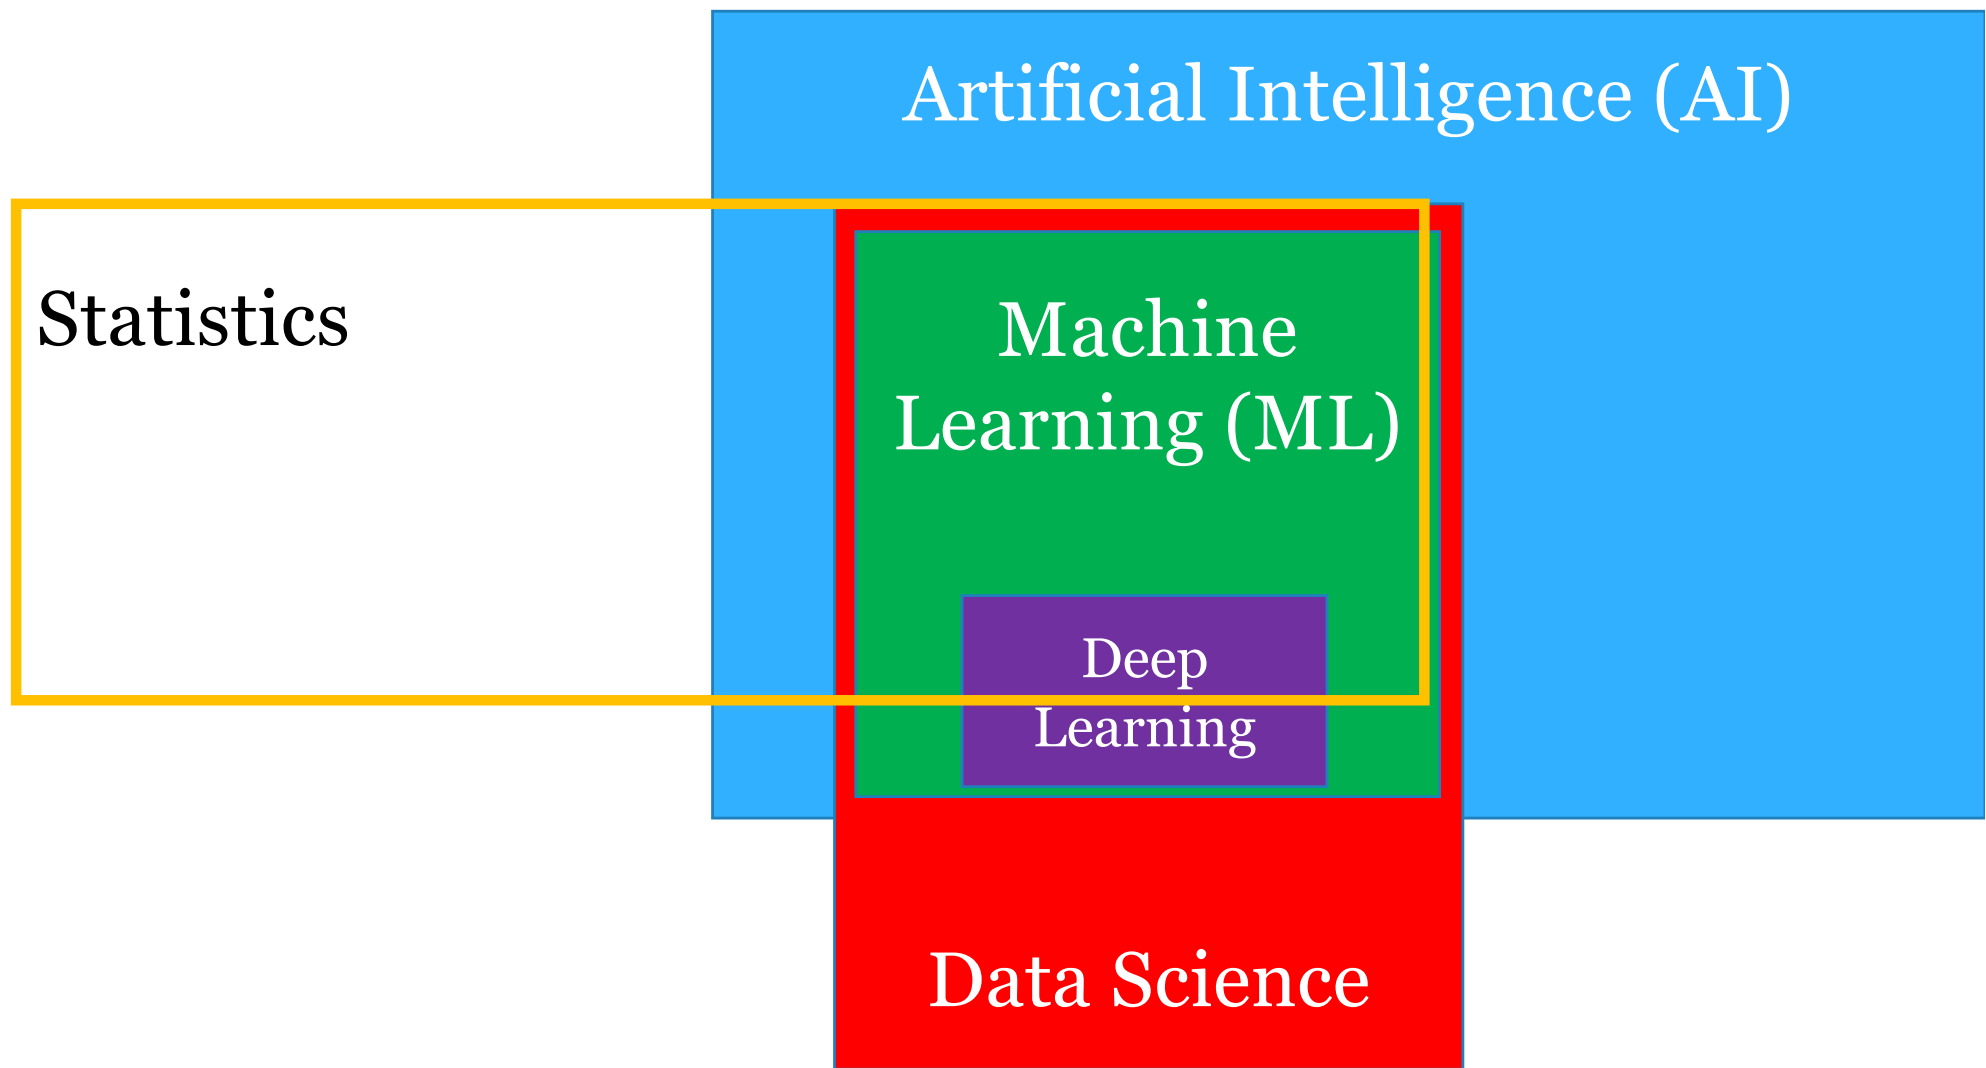 Artificial Intelligence (AI)
Statistics
Machine
Learning (ML)
Deep
Learning
Data Science